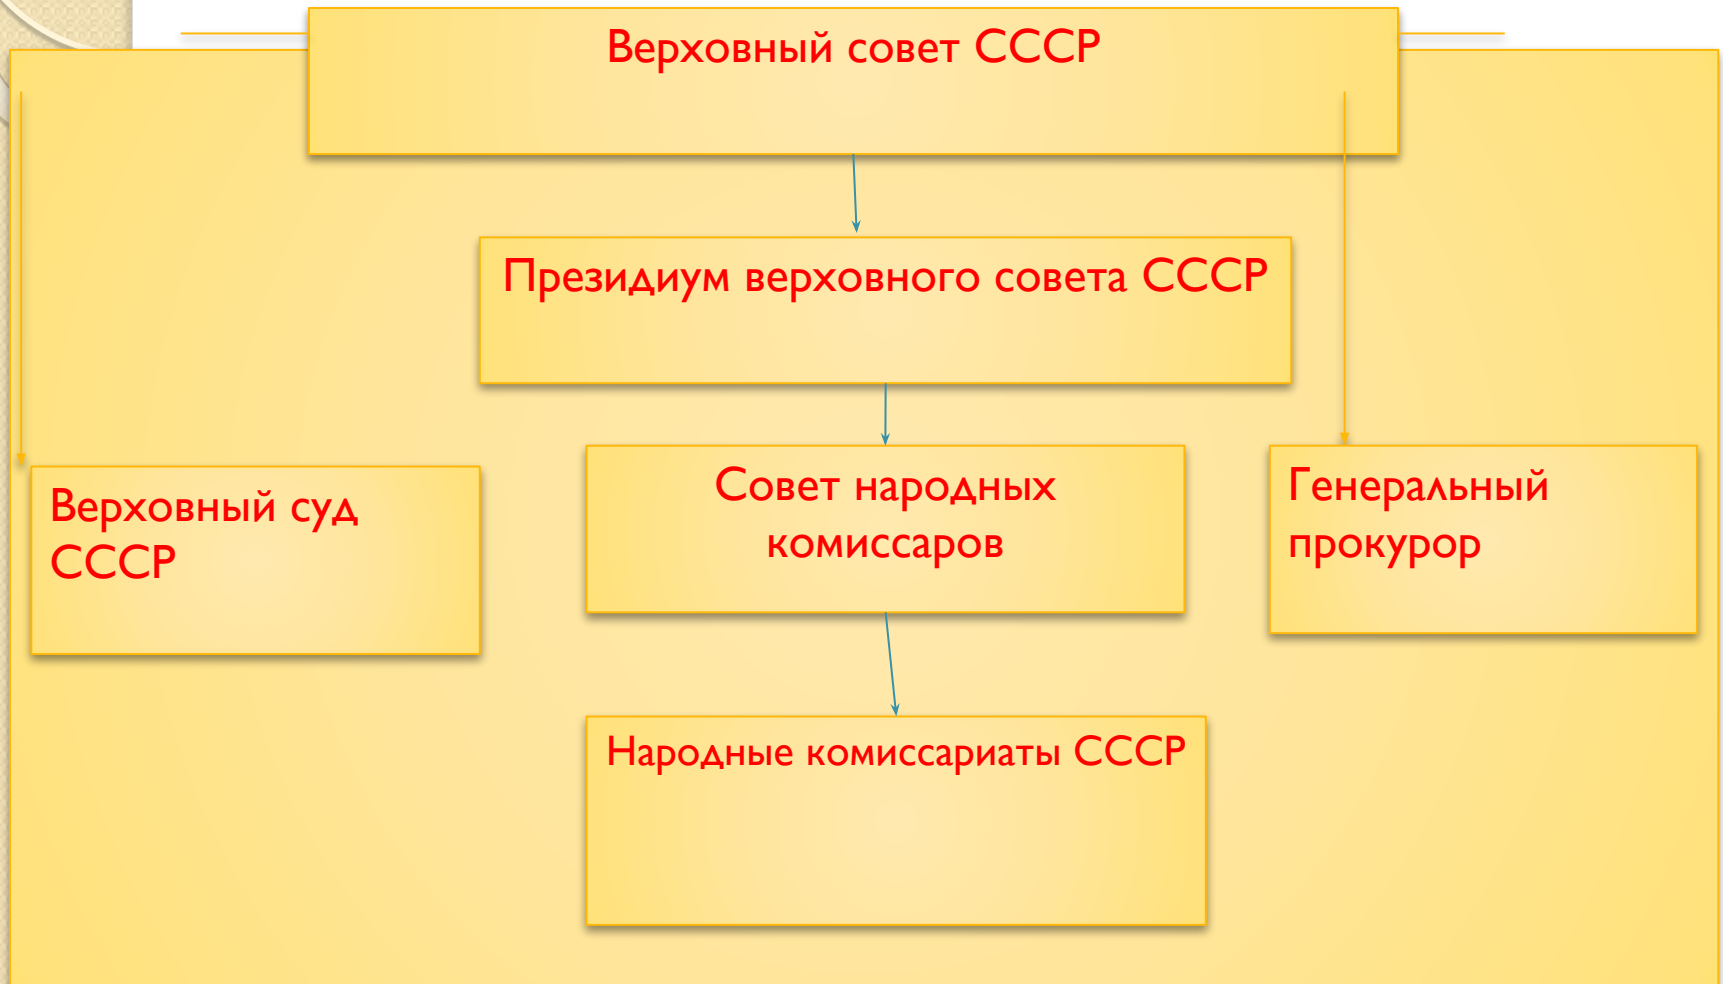 Верховный совет СССР
Президиум верховного совета СССР
Верховный суд
СССР
Совет народных
комиссаров
Генеральный
прокурор
Народные комиссариаты СССР